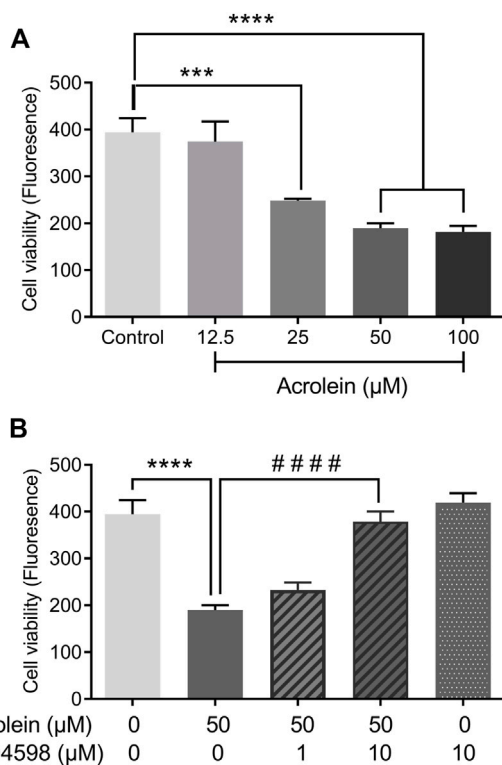 A
****
***
500
400
300
200
100
0
Cell viability (Fluoresence)
Control 12.5 25 50 100
Acrolein (µM)
B
**** ####
500
400
300
200
100
0
Cell viability (Fluoresence)
olein (µM) 0 50 50 50 0
4598 (µM) 0 0 1 10 10